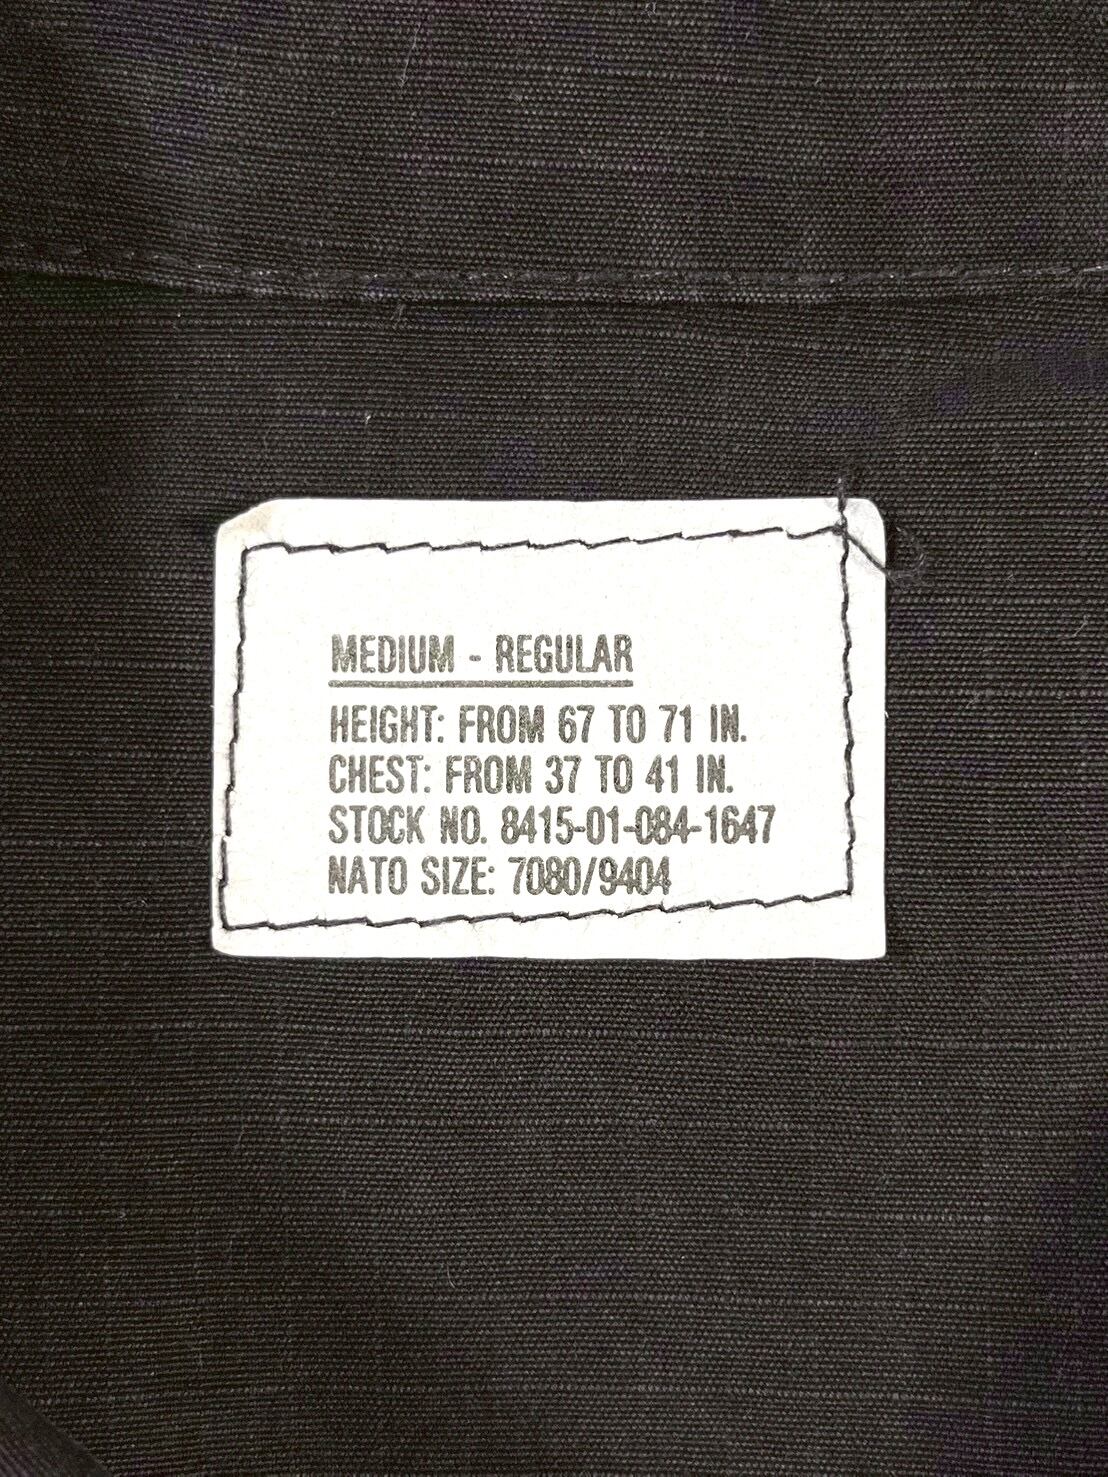 MEDIUM - REGULAR
HEIGHT: FROM 67 TO 71 IN.
CHEST: FROM 37 TO 41 IN.
STOCK NO. 8415-01-084-1647
NATO SIZE: 7080/9404